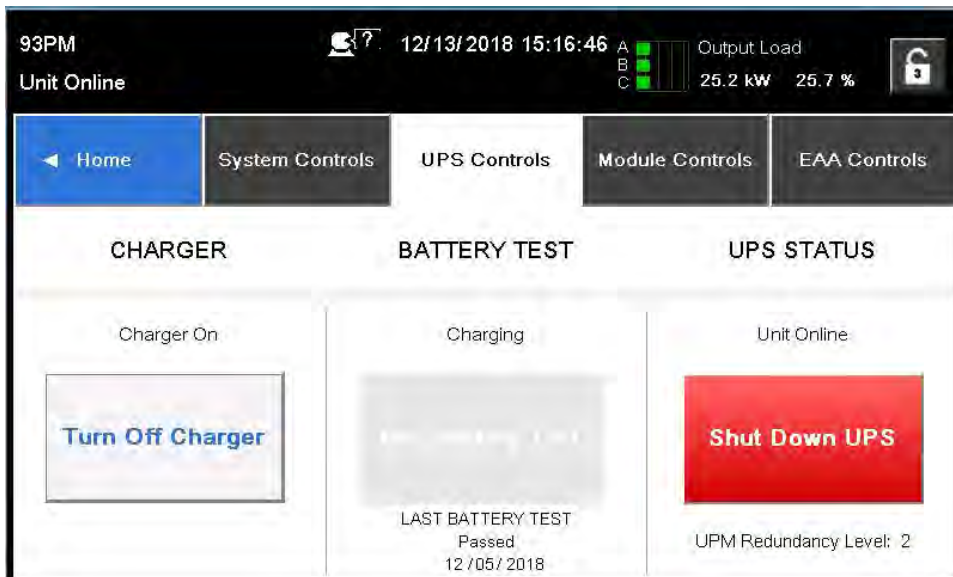 93PM
?
12/13/2018 15:16:46
A
B
C
Output Load
25.2 kW 25.7 %
3
Unit Online
◄ Home
System Controls
UPS Controls
Module Controls
EAA Controls
CHARGER
BATTERY TEST
UPS STATUS
Charger On
Charging
Unit Online
Turn Off Charger
Shut Down UPS
LAST BATTERY TEST
Passed
12/05/2018
UPM Redundancy Level: 2